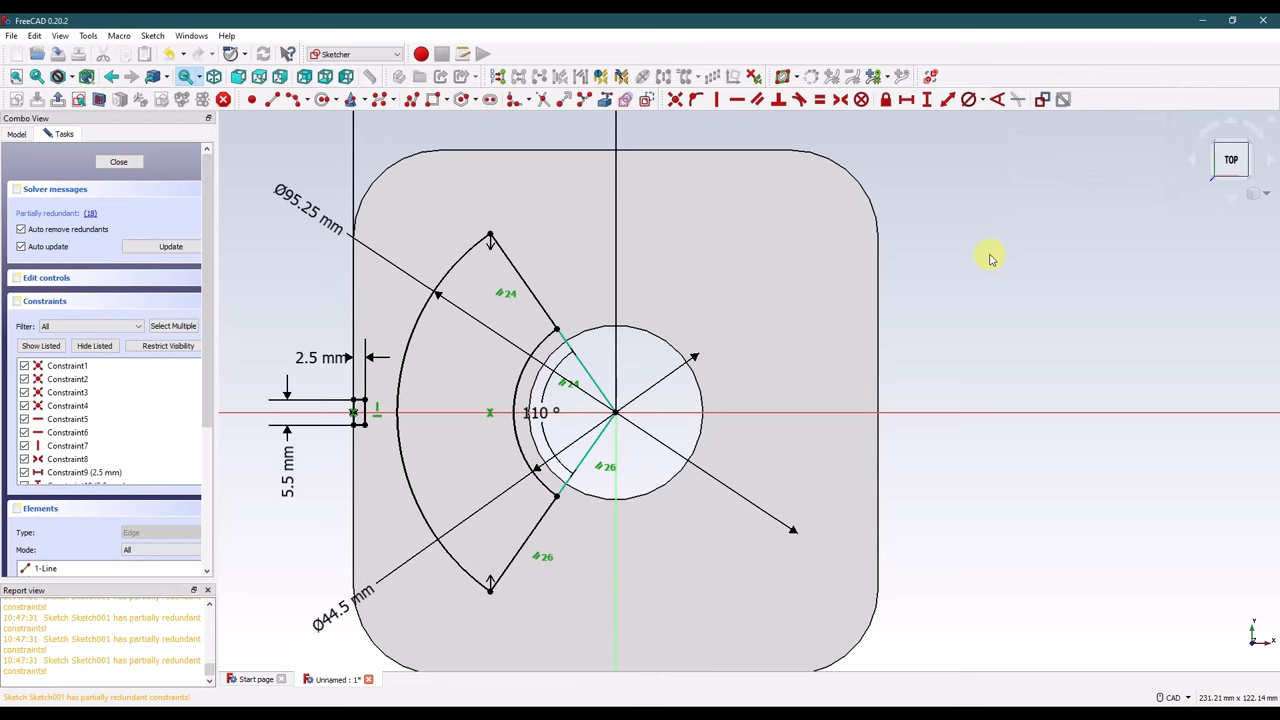 FreeCAD 0.20.2
File Edit View Tools Macro Sketch Windows Help
Sketcher
Combo View
Model Tasks
Close
Solver messages
Partially redundant: (18)
Auto remove redundants
Auto update Update
Edit controls
Constraints
Filter: All Select Multiple
Show Listed Hide Listed Restrict Visibility
Constraint1
Constraint2
Constraint3
Constraint4
Constraint5
Constraint6
Constraint7
Constraint8
Constraint9 (2.5 mm)
Elements
Type: Edge
Mode: All
1-Line
Report view
constraints!
10:47:31 Sketch Sketch001 has partially redundant
constraints!
10:47:31 Sketch Sketch001 has partially redundant
constraints!
10:47:31 Sketch Sketch001 has partially redundant
constraints!
Ø95.25 mm
24
2.5 mm
24
110 °
5.5 mm
26
26
Ø44.5 mm
TOP
Y
X
Z
Start page Unnamed : 1*
Sketch Sketch001 has partially redundant constraints!
CAD 231.21 mm x 122.14 mm